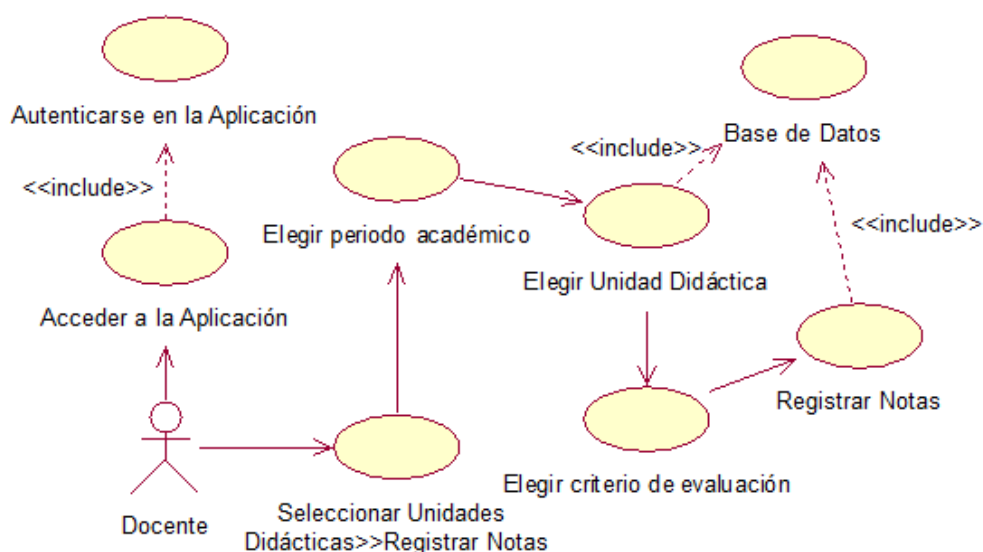 Autenticarse en la Aplicación
<<include>>
Acceder a la Aplicación
Docente
Seleccionar Unidades
Didácticas>>Registrar Notas
Elegir periodo académico
<<include>>
Elegir Unidad Didáctica
Base de Datos
<<include>>
Registrar Notas
Elegir criterio de evaluación